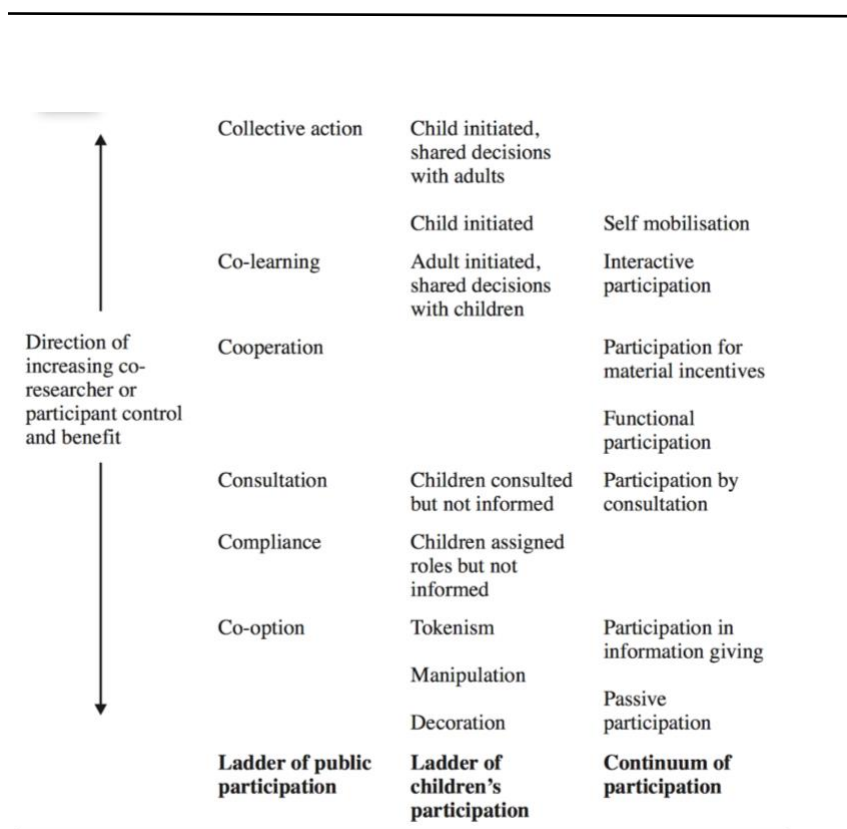 Collective action
Child initiated,
shared decisions
with adults
Child initiated
Self mobilisation
Co-learning
Adult initiated,
shared decisions
with children
Interactive
participation
Direction of
increasing co-
researcher or
participant control
and benefit
Cooperation
Participation for
material incentives
Functional
participation
Consultation
Children consulted
but not informed
Participation by
consultation
Compliance
Children assigned
roles but not
informed
Co-option
Tokenism
Participation in
information giving
Manipulation
Passive
participation
Decoration
Ladder of public
participation
Ladder of
children’s
participation
Continuum of
participation